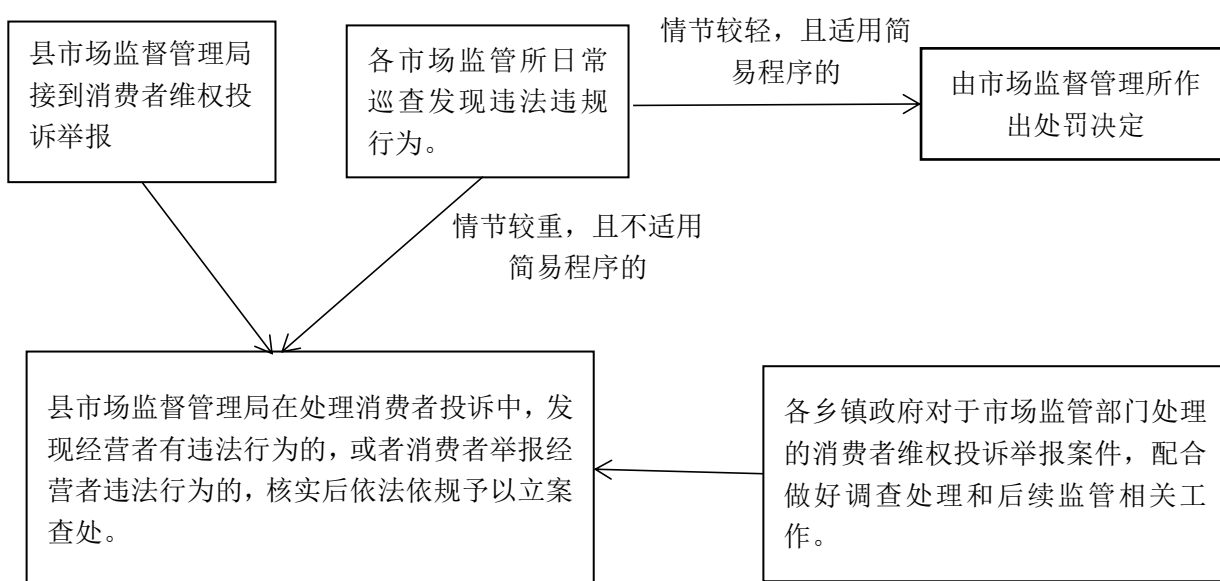 县市场监督管理局
接到消费者维权投
诉举报
各市场监管所日常
巡查发现违法违规
行为。
情节较轻，且适用简
易程序的
由市场监督管理所作
出处罚决定
情节较重，且不适用
简易程序的
县市场监督管理局在处理消费者投诉中，发
现经营者有违法行为的，或者消费者举报经
营者违法行为的，核实后依法依规予以立案
查处。
各乡镇政府对于市场监管部门处理
的消费者维权投诉举报案件，配合
做好调查处理和后续监管相关工
作。